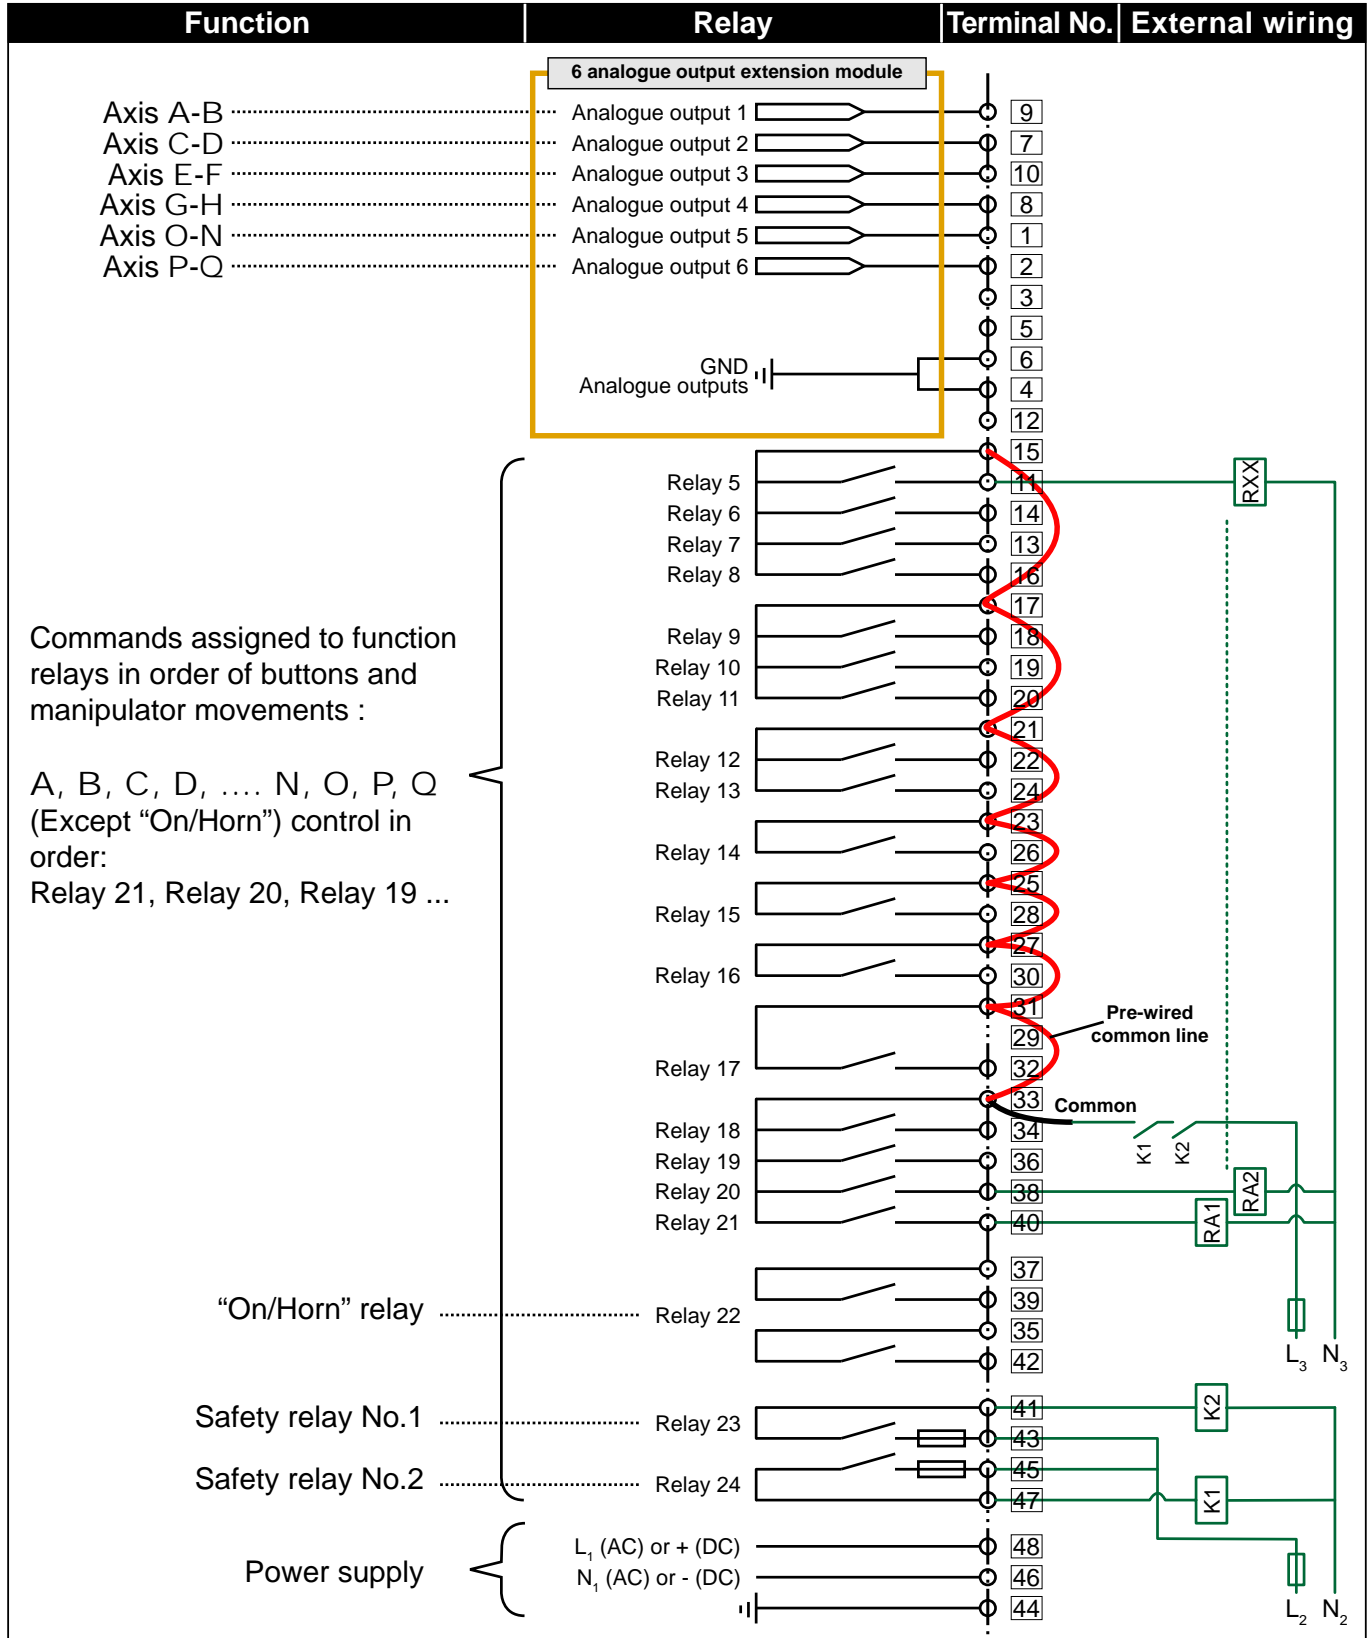 Function Relay Terminal No. External wiring
6 analogue output extension module
Axis A-B Analogue output 1 9
Axis C-D Analogue output 2 7
Axis E-F Analogue output 3 10
Axis G-H Analogue output 4 8
Axis O-N Analogue output 5 1
Axis P-Q Analogue output 6 2
3
5
GND 6
Analogue outputs 4
12
15
Relay 5 11 RXX
Relay 6 14
Relay 7 13
Relay 8 16
17
Relay 9 18
Relay 10 19
Relay 11 20
21
Relay 12 22
Relay 13 24
23
Relay 14 26
25
Relay 15 28
27
Relay 16 30
31
29
Pre-wired
common line
Relay 17 32
33
Common
Relay 18 34 K1 K2
Relay 19 36
Relay 20 38 RA2
Relay 21 40 RA1
Commands assigned to function
relays in order of buttons and
manipulator movements :
A, B, C, D, .... N, O, P, Q
(Except “On/Horn”) control in
order:
Relay 21, Relay 20, Relay 19 ...
37
39
“On/Horn” relay Relay 22
35
42
L3 N3
41 K2
Safety relay No.1 Relay 23
43
45
Safety relay No.2 Relay 24
47 K1
L1 (AC) or + (DC) 48
Power supply
N1 (AC) or - (DC) 46
44
L2 N2